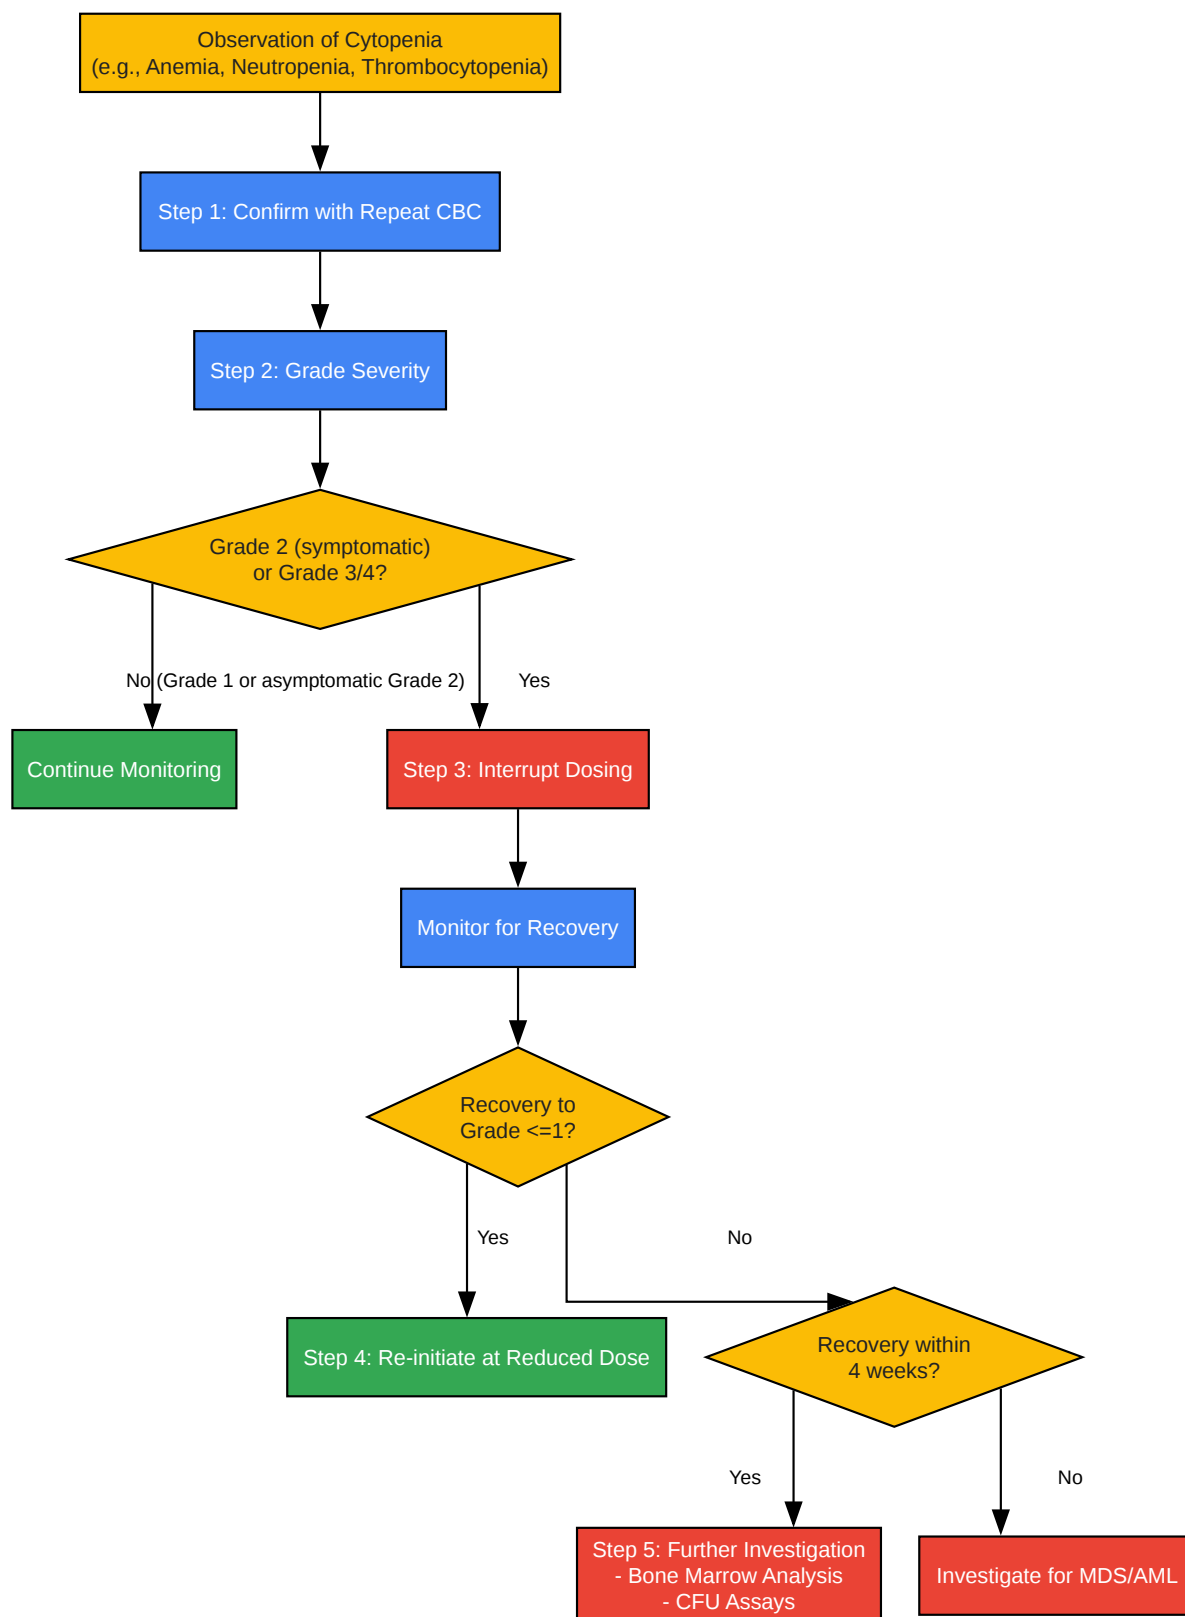 Observation of Cytopenia
(e.g., Anemia, Neutropenia, Thrombocytopenia)
Step 1: Confirm with Repeat CBC
Step 2: Grade Severity
Grade 2 (symptomatic)
or Grade 3/4?
No (Grade 1 or asymptomatic Grade 2)
Yes
Continue Monitoring
Step 3: Interrupt Dosing
Monitor for Recovery
Recovery to
Grade <=1?
Yes
No
Step 4: Re-initiate at Reduced Dose
Recovery within
4 weeks?
Yes
No
Step 5: Further Investigation
- Bone Marrow Analysis
- CFU Assays
Investigate for MDS/AML